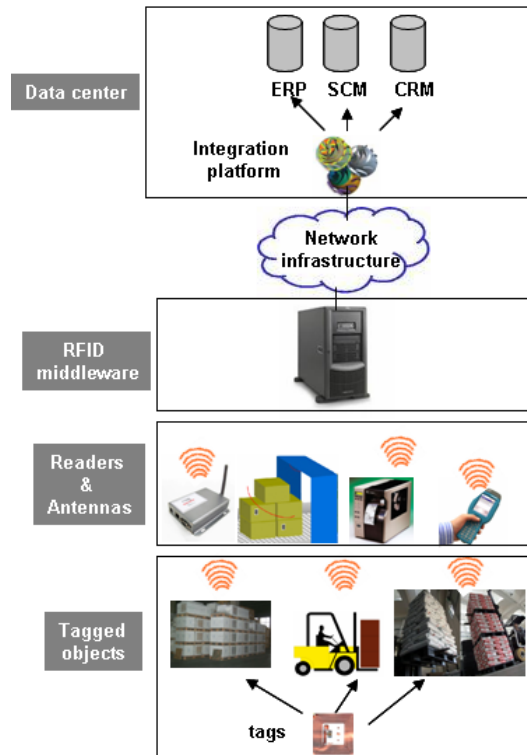 Data center
ERP SCM CRM
Integration
platform
Network
infrastructure
RFID
middleware
Readers
&
Antennas
Tagged
objects
tags